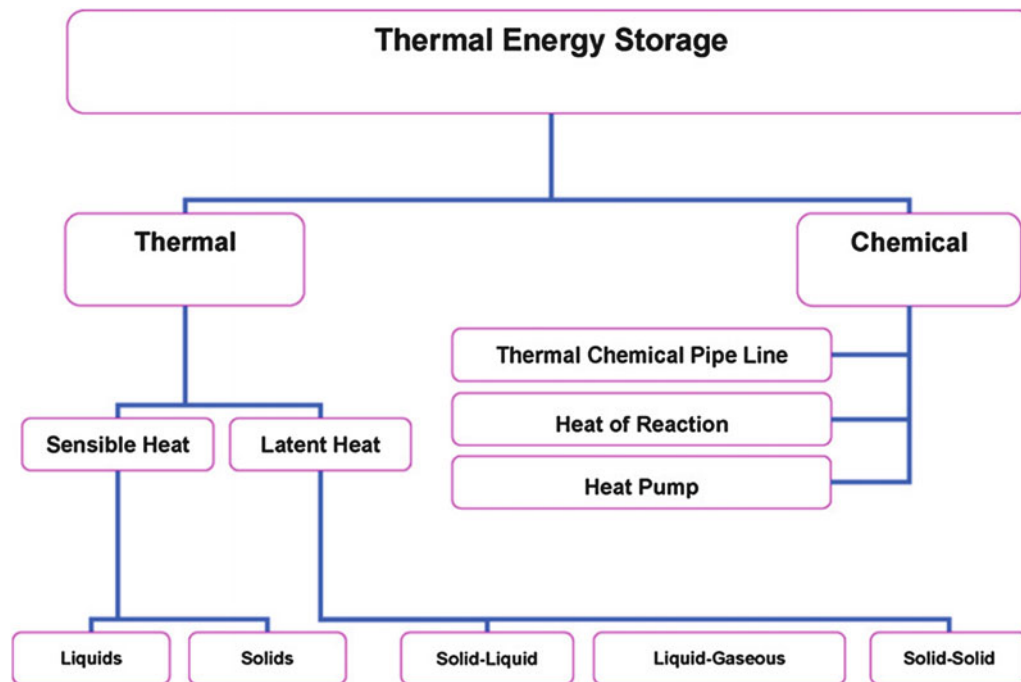 Thermal Energy Storage
Thermal
Chemical
Thermal Chemical Pipe Line
Heat of Reaction
Heat Pump
Sensible Heat
Latent Heat
Liquids
Solids
Solid-Liquid
Liquid-Gaseous
Solid-Solid